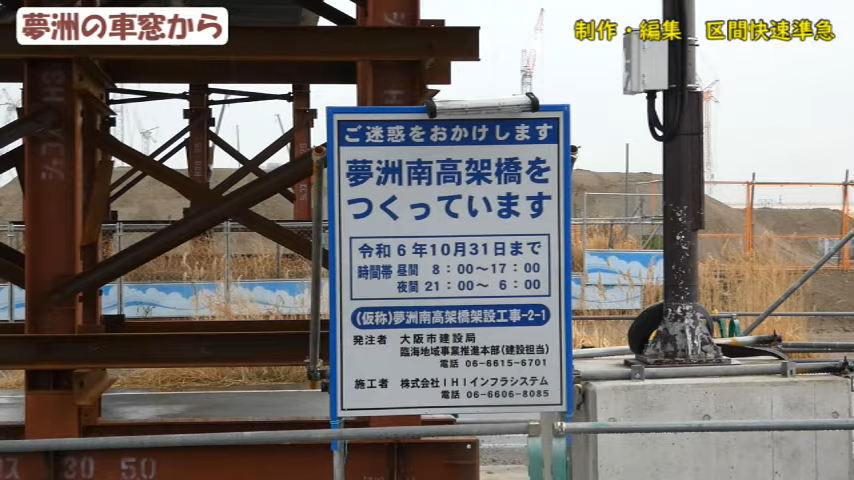 夢洲の車窓から
制作・編集 区間快速準急
ご迷惑をおかけします
夢洲南高架橋を
つくっています
令和6年10月31日まで
時間帯 昼間 8:00〜17:00
夜間 21:00〜 6:00
(仮称)夢洲南高架橋架設工事-2-1
発注者 大阪市建設局
臨海地域事業推進本部(建設担当)
電話 06-6615-6701
施工者 株式会社IHIインフラシステム
電話 06-6606-8085
30 50